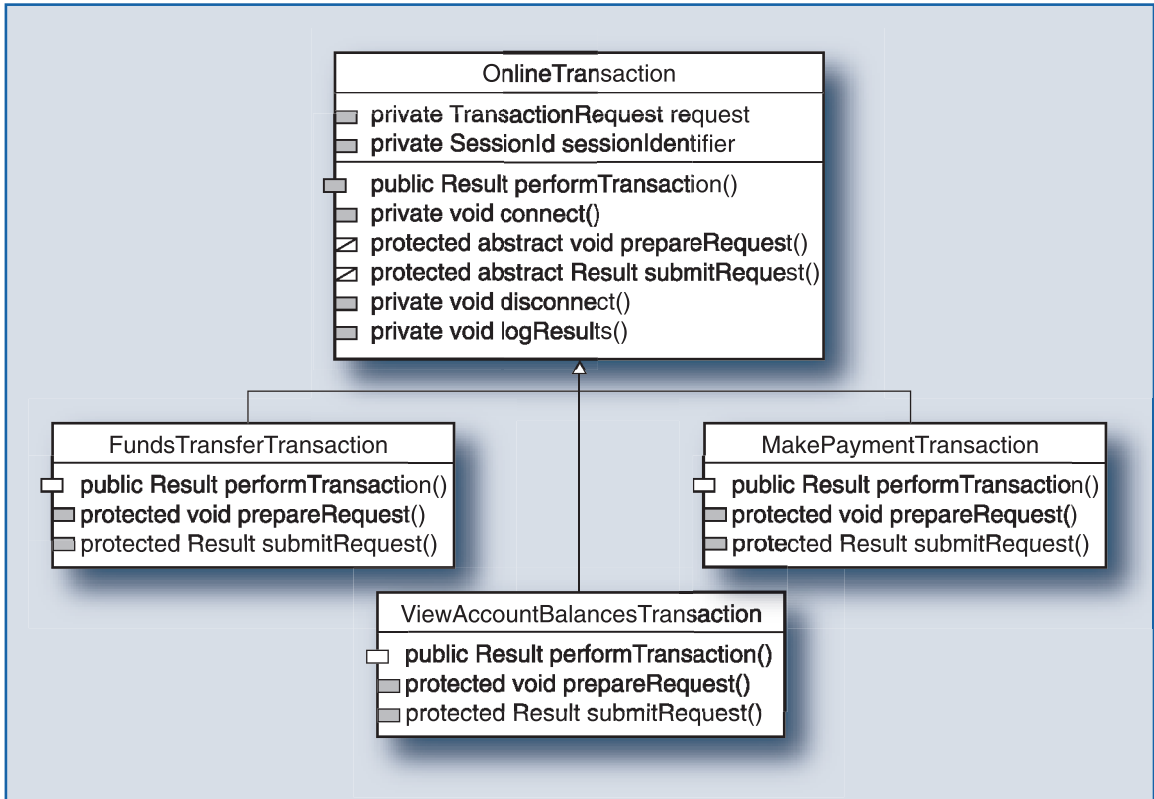 OnlineTransaction
private TransactionRequest request
private SessionId sessionIdentifier
public Result performTransaction()
private void connect()
protected abstract void prepareRequest()
protected abstract Result submitRequest()
private void disconnect()
private void logResults()
FundsTransferTransaction
public Result performTransaction()
protected void prepareRequest()
protected Result submitRequest()
MakePaymentTransaction
public Result performTransaction()
protected void prepareRequest()
protected Result submitRequest()
ViewAccountBalancesTransaction
public Result performTransaction()
protected void prepareRequest()
protected Result submitRequest()